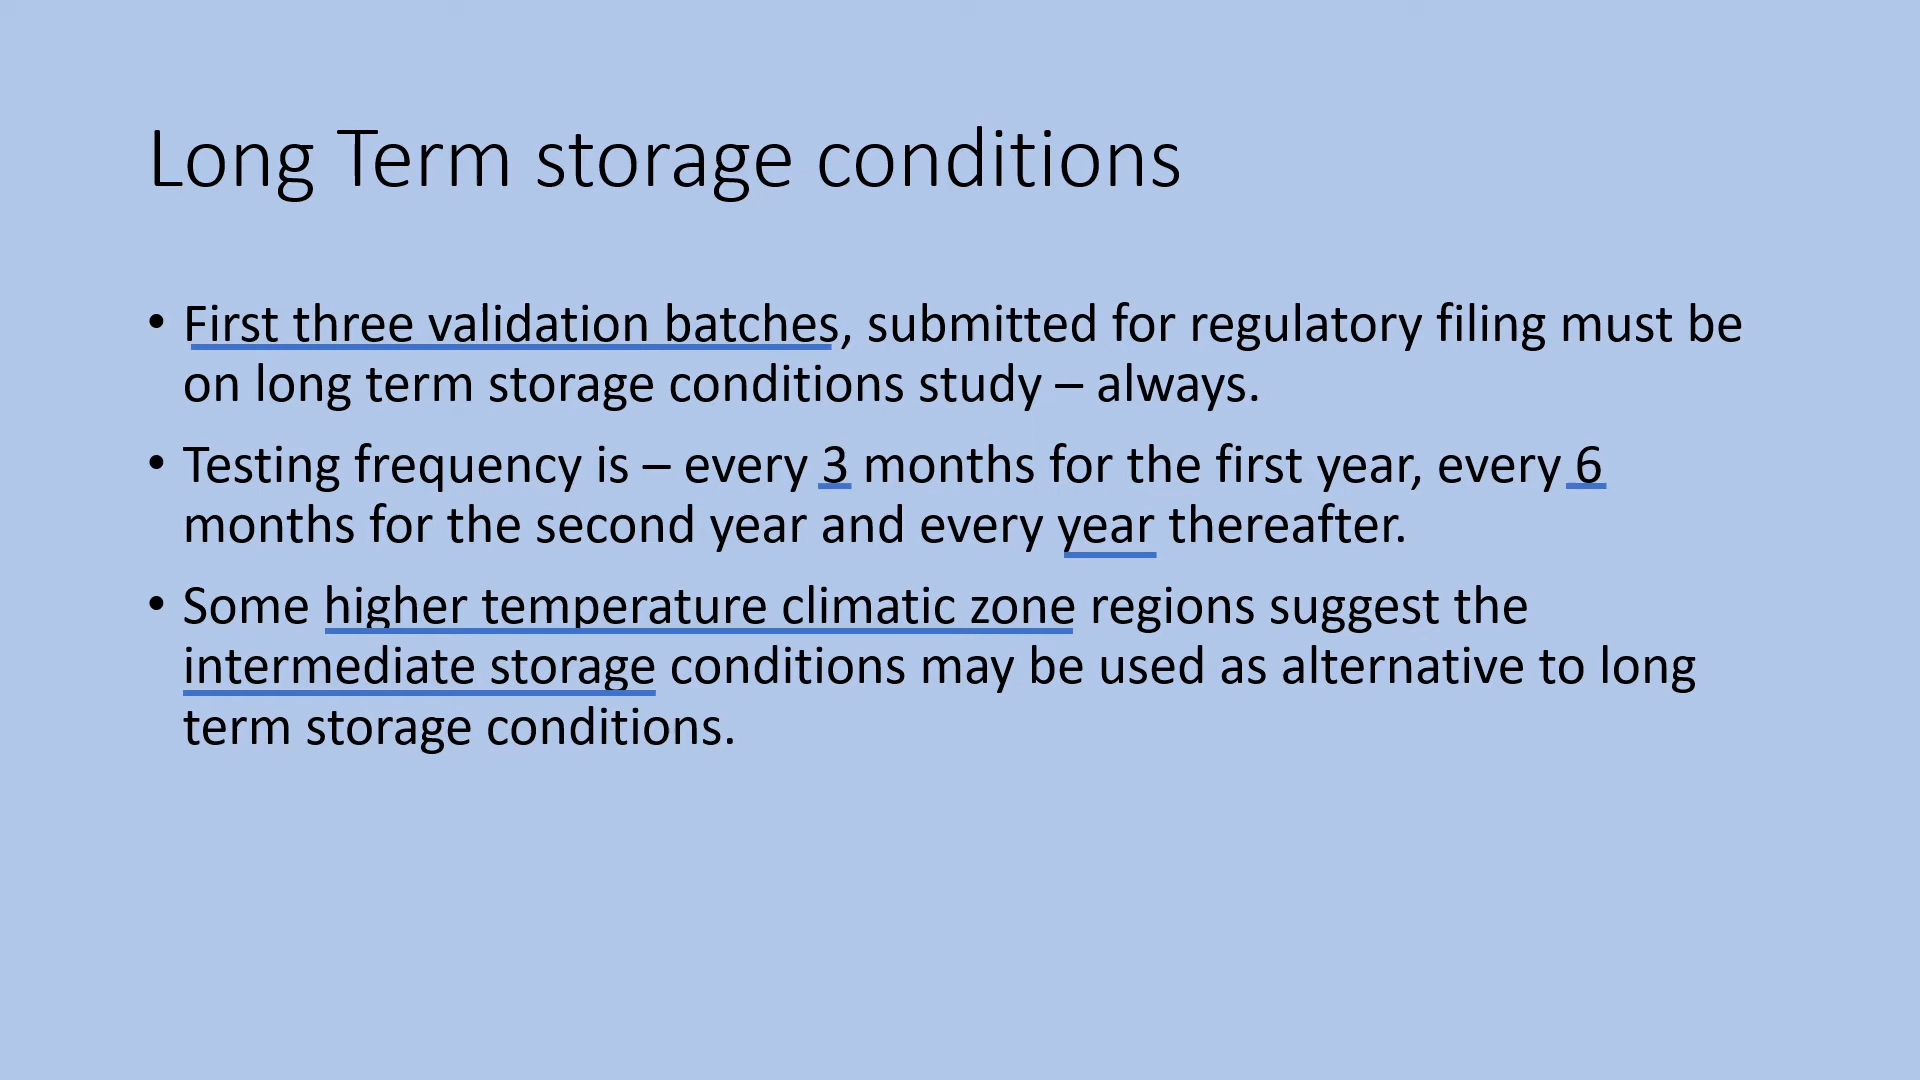 Long Term storage conditions
• First three validation batches, submitted for regulatory filing must be
on long term storage conditions study – always.
• Testing frequency is – every 3 months for the first year, every 6
months for the second year and every year thereafter.
• Some higher temperature climatic zone regions suggest the
intermediate storage conditions may be used as alternative to long
term storage conditions.